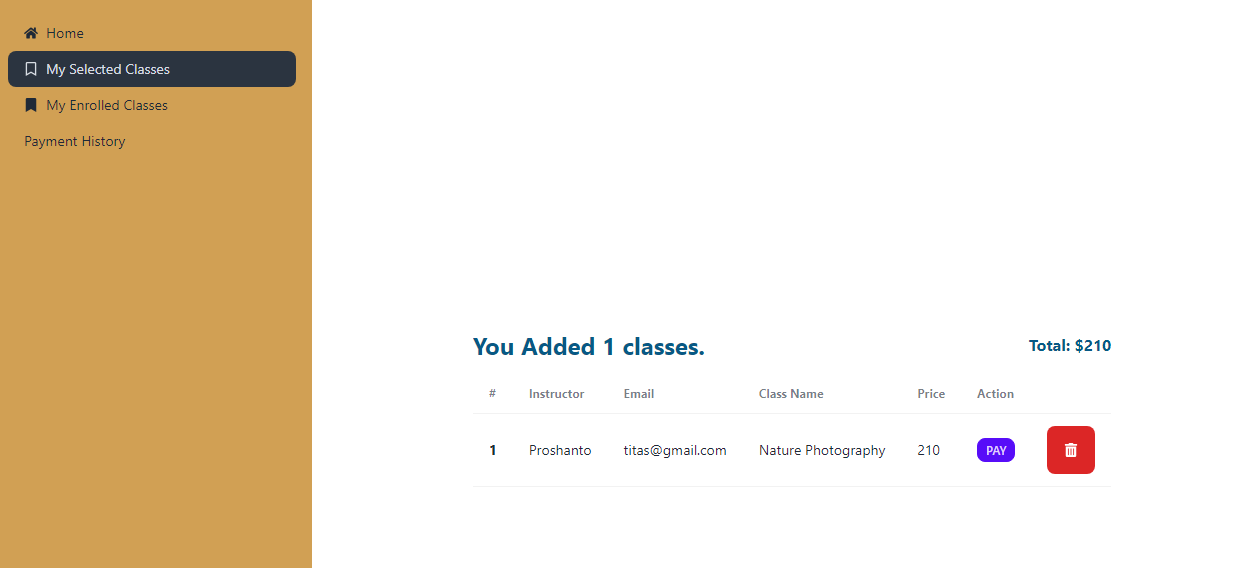 Home
My Selected Classes
My Enrolled Classes
Payment History
You Added 1 classes.
Total: $210
# Instructor Email Class Name Price Action
1 Proshanto titas@gmail.com Nature Photography 210 PAY